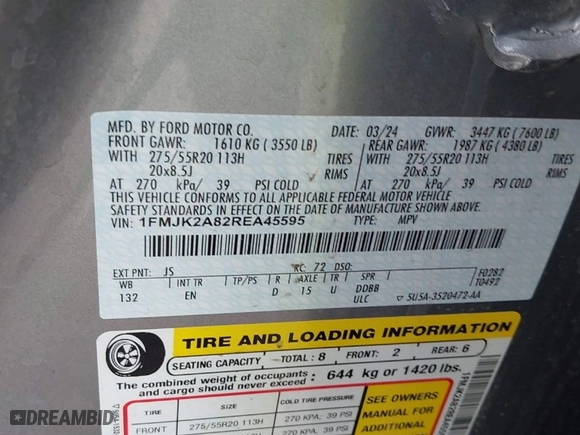 MFD. BY FORD MOTOR CO.
DATE: 03/24 GVWR: 3447 KG ( 7600 LB)
FRONT GAWR: 1610 KG ( 3550 LB) REAR GAWR: 1987 KG ( 4380 LB)
WITH 275/55R20 113H TIRES WITH 275/55R20 113H TIRES
20x8.5J RIMS 20x8.5J RIMS
AT 270 kPa/ 39 PSI COLD AT 270 kPa/ 39 PSI COLD
THIS VEHICLE CONFORMS TO ALL APPLICABLE FEDERAL MOTOR VEHICLE
SAFETY STANDARDS IN EFFECT ON THE DATE OF MANUFACTURE SHOWN ABOVE.
VIN: 1FMJK2A82REA45595 TYPE: MPV
EXT PNT: JS RC: 72 DSO: F0282
WB INT TR TP/PS R AXLE TR SPR T0492
132 EN D 15 U DDBB
ULC ▽ 5U5A-3520472-AA
TIRE AND LOADING INFORMATION
SEATING CAPACITY TOTAL : 8 FRONT: 2 REAR: 6
The combined weight of occupants and cargo should never exceed : 644 kg or 1420 lbs.
TIRE SIZE COLD TIRE PRESSURE SEE OWNERS
FRONT 275/55R20 113H 270 KPA, 39 PSI MANUAL FOR
ADDITIONAL
DREAMBID.COM